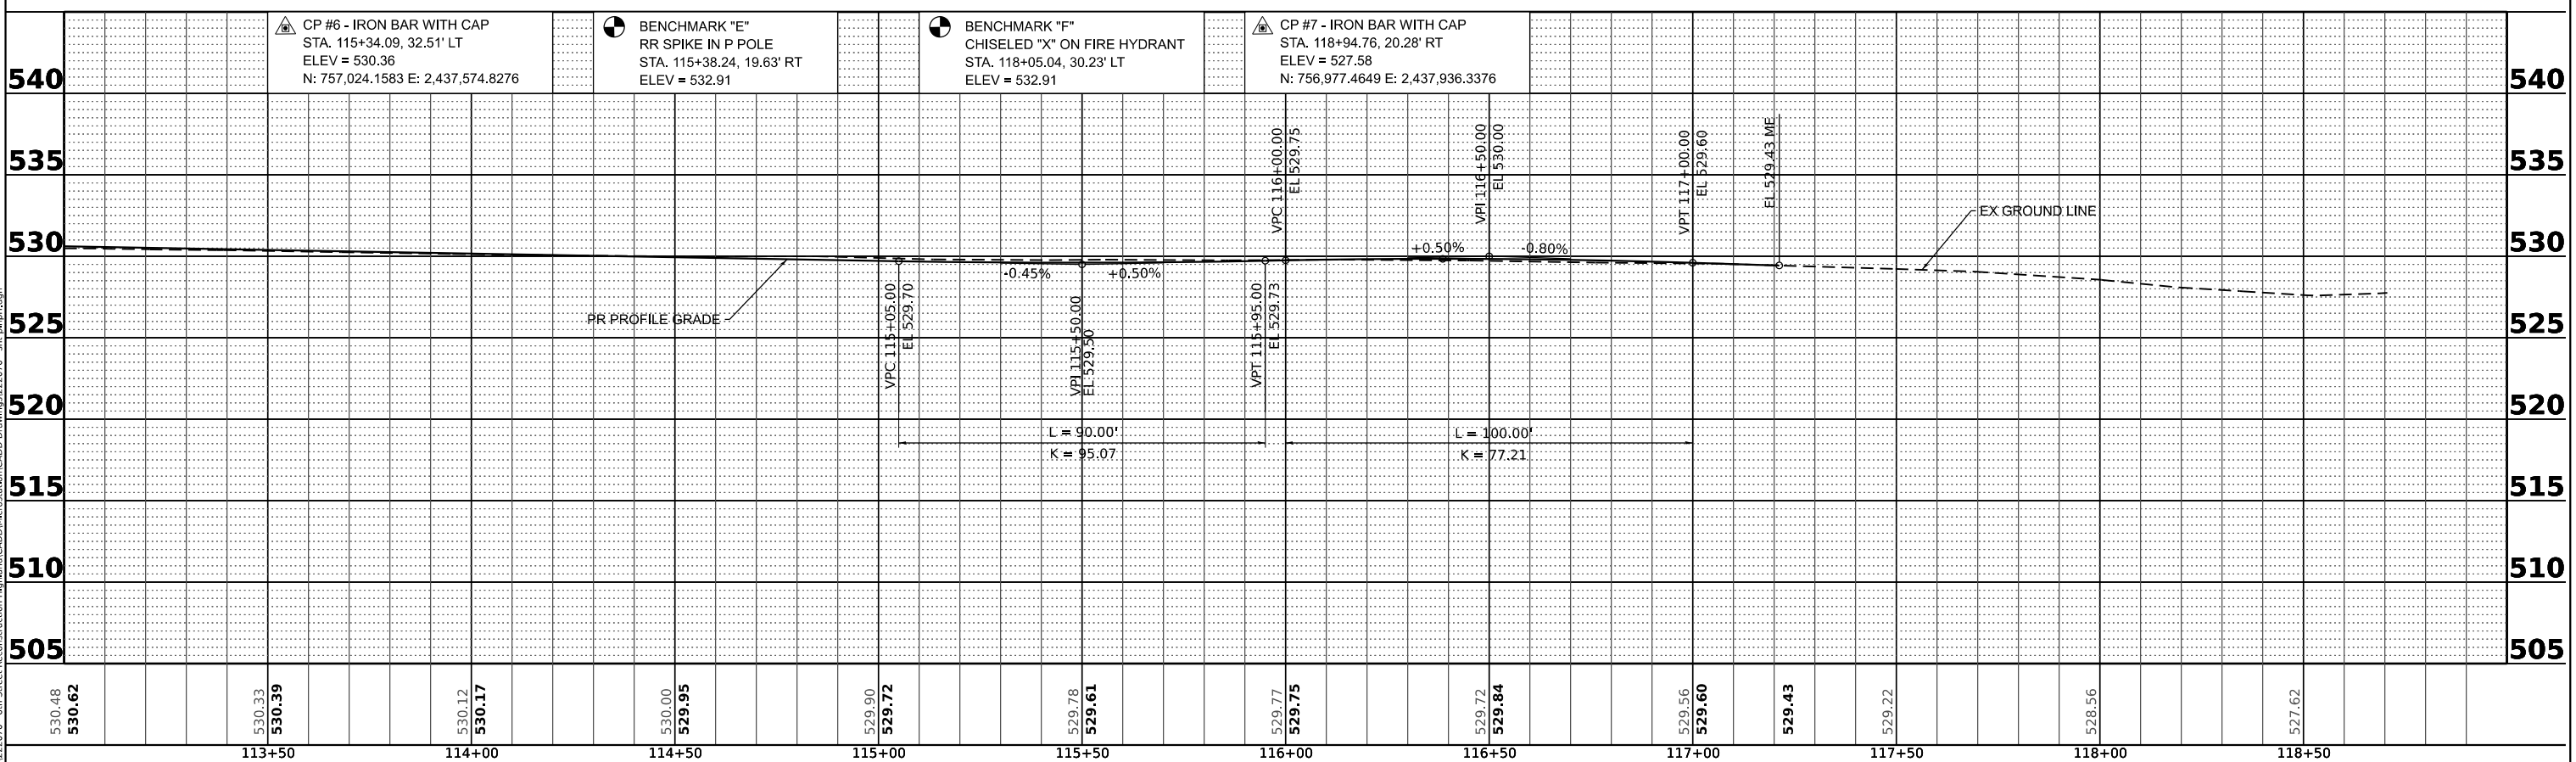 CP #6 - IRON BAR WITH CAP
STA. 115+34.09, 32.51' LT
ELEV = 530.36
N: 757,024.1583 E: 2,437,574.8276
BENCHMARK "E"
RR SPIKE IN P POLE
STA. 115+38.24, 19.63' RT
ELEV = 532.91
BENCHMARK "F"
CHISELED "X" ON FIRE HYDRANT
STA. 118+05.04, 30.23' LT
ELEV = 532.91
CP #7 - IRON BAR WITH CAP
STA. 118+94.76, 20.28' RT
ELEV = 527.58
N: 756,977.4649 E: 2,437,936.3376
540 540
535 535
530 530
525 525
520 520
515 515
510 510
505 505
VPC 116+00.00
EL 529.75
VPI 116+50.00
EL 530.00
VPT 117+00.00
EL 529.60
EL 529.43 ME
EX GROUND LINE
+0.50% -0.80%
-0.45% +0.50%
PR PROFILE GRADE
VPC 115+05.00
EL 529.70
VPI 115+50.00
EL 529.50
VPT 115+95.00
EL 529.73
L = 90.00'
K = 95.07
L = 100.00'
K = 77.21
530.48
530.62
530.33
530.39
530.12
530.17
530.00
529.95
529.90
529.72
529.78
529.61
529.77
529.75
529.72
529.84
529.56
529.60
529.43
529.22
528.56
527.62
113+50 114+00 114+50 115+00 115+50 116+00 116+50 117+00 117+50 118+00 118+50